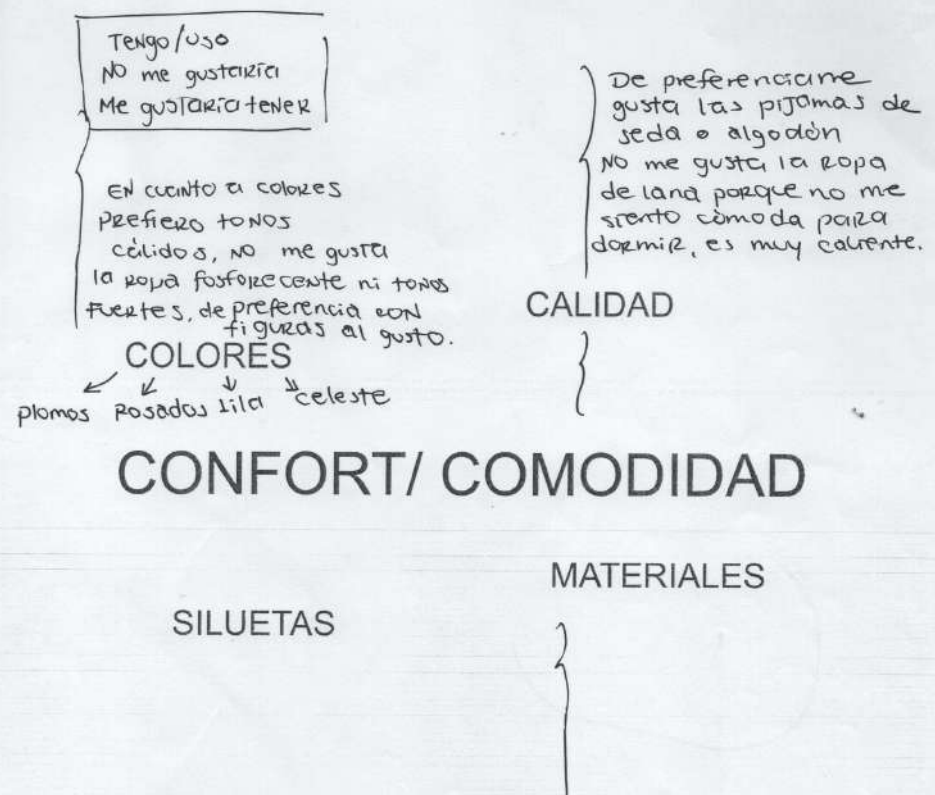 Tengo/uso
No me gustaría
Me gustaría tener
En cuanto a colores
prefiero tonos
cálidos, no me gusta
la ropa fosforecente ni tonos
fuertes, de preferencia con
figuras al gusto.
COLORES
plomos rosados lila celeste
De preferencia me
gusta las pijamas de
seda o algodón
No me gusta la ropa
de lana porque no me
siento cómoda para
dormir, es muy caliente.
CALIDAD
CONFORT/ COMODIDAD
MATERIALES
SILUETAS